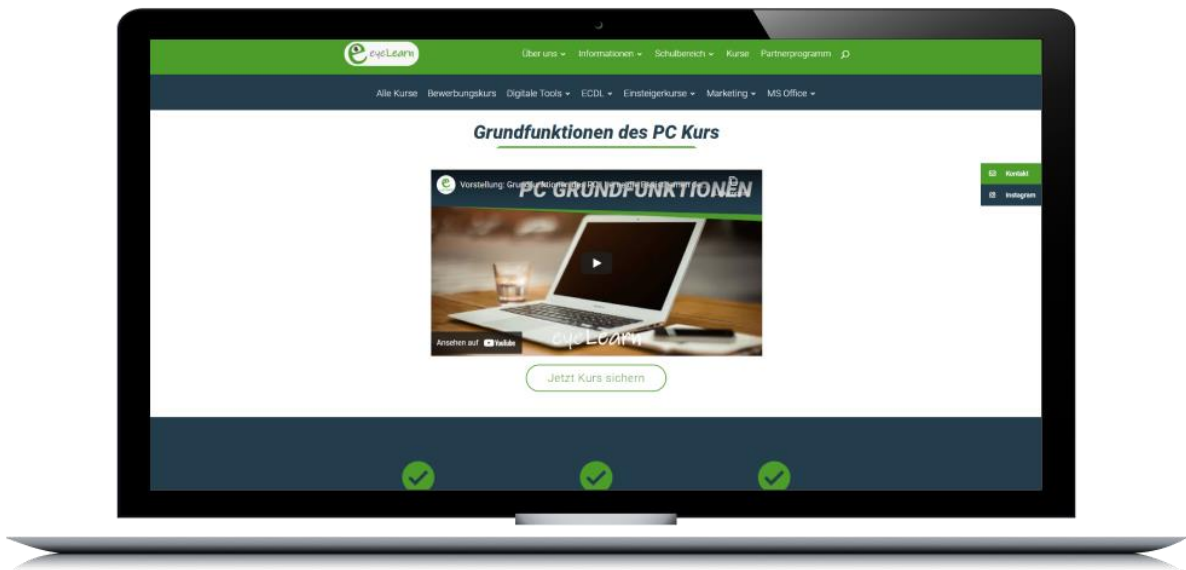 eyeLearn
Über uns Informationen Schulbereich Kurse Partnerprogramm
Alle Kurse Bewerbungskurs Digitale Tools ECDL Einsteigerkurse Marketing MS Office
Grundfunktionen des PC Kurs
Kontakt
Instagram
Vorstellung:
PC GRUNDFUNKTIONEN
Ansehen auf YouTube
eyeLearn
Jetzt Kurs sichern